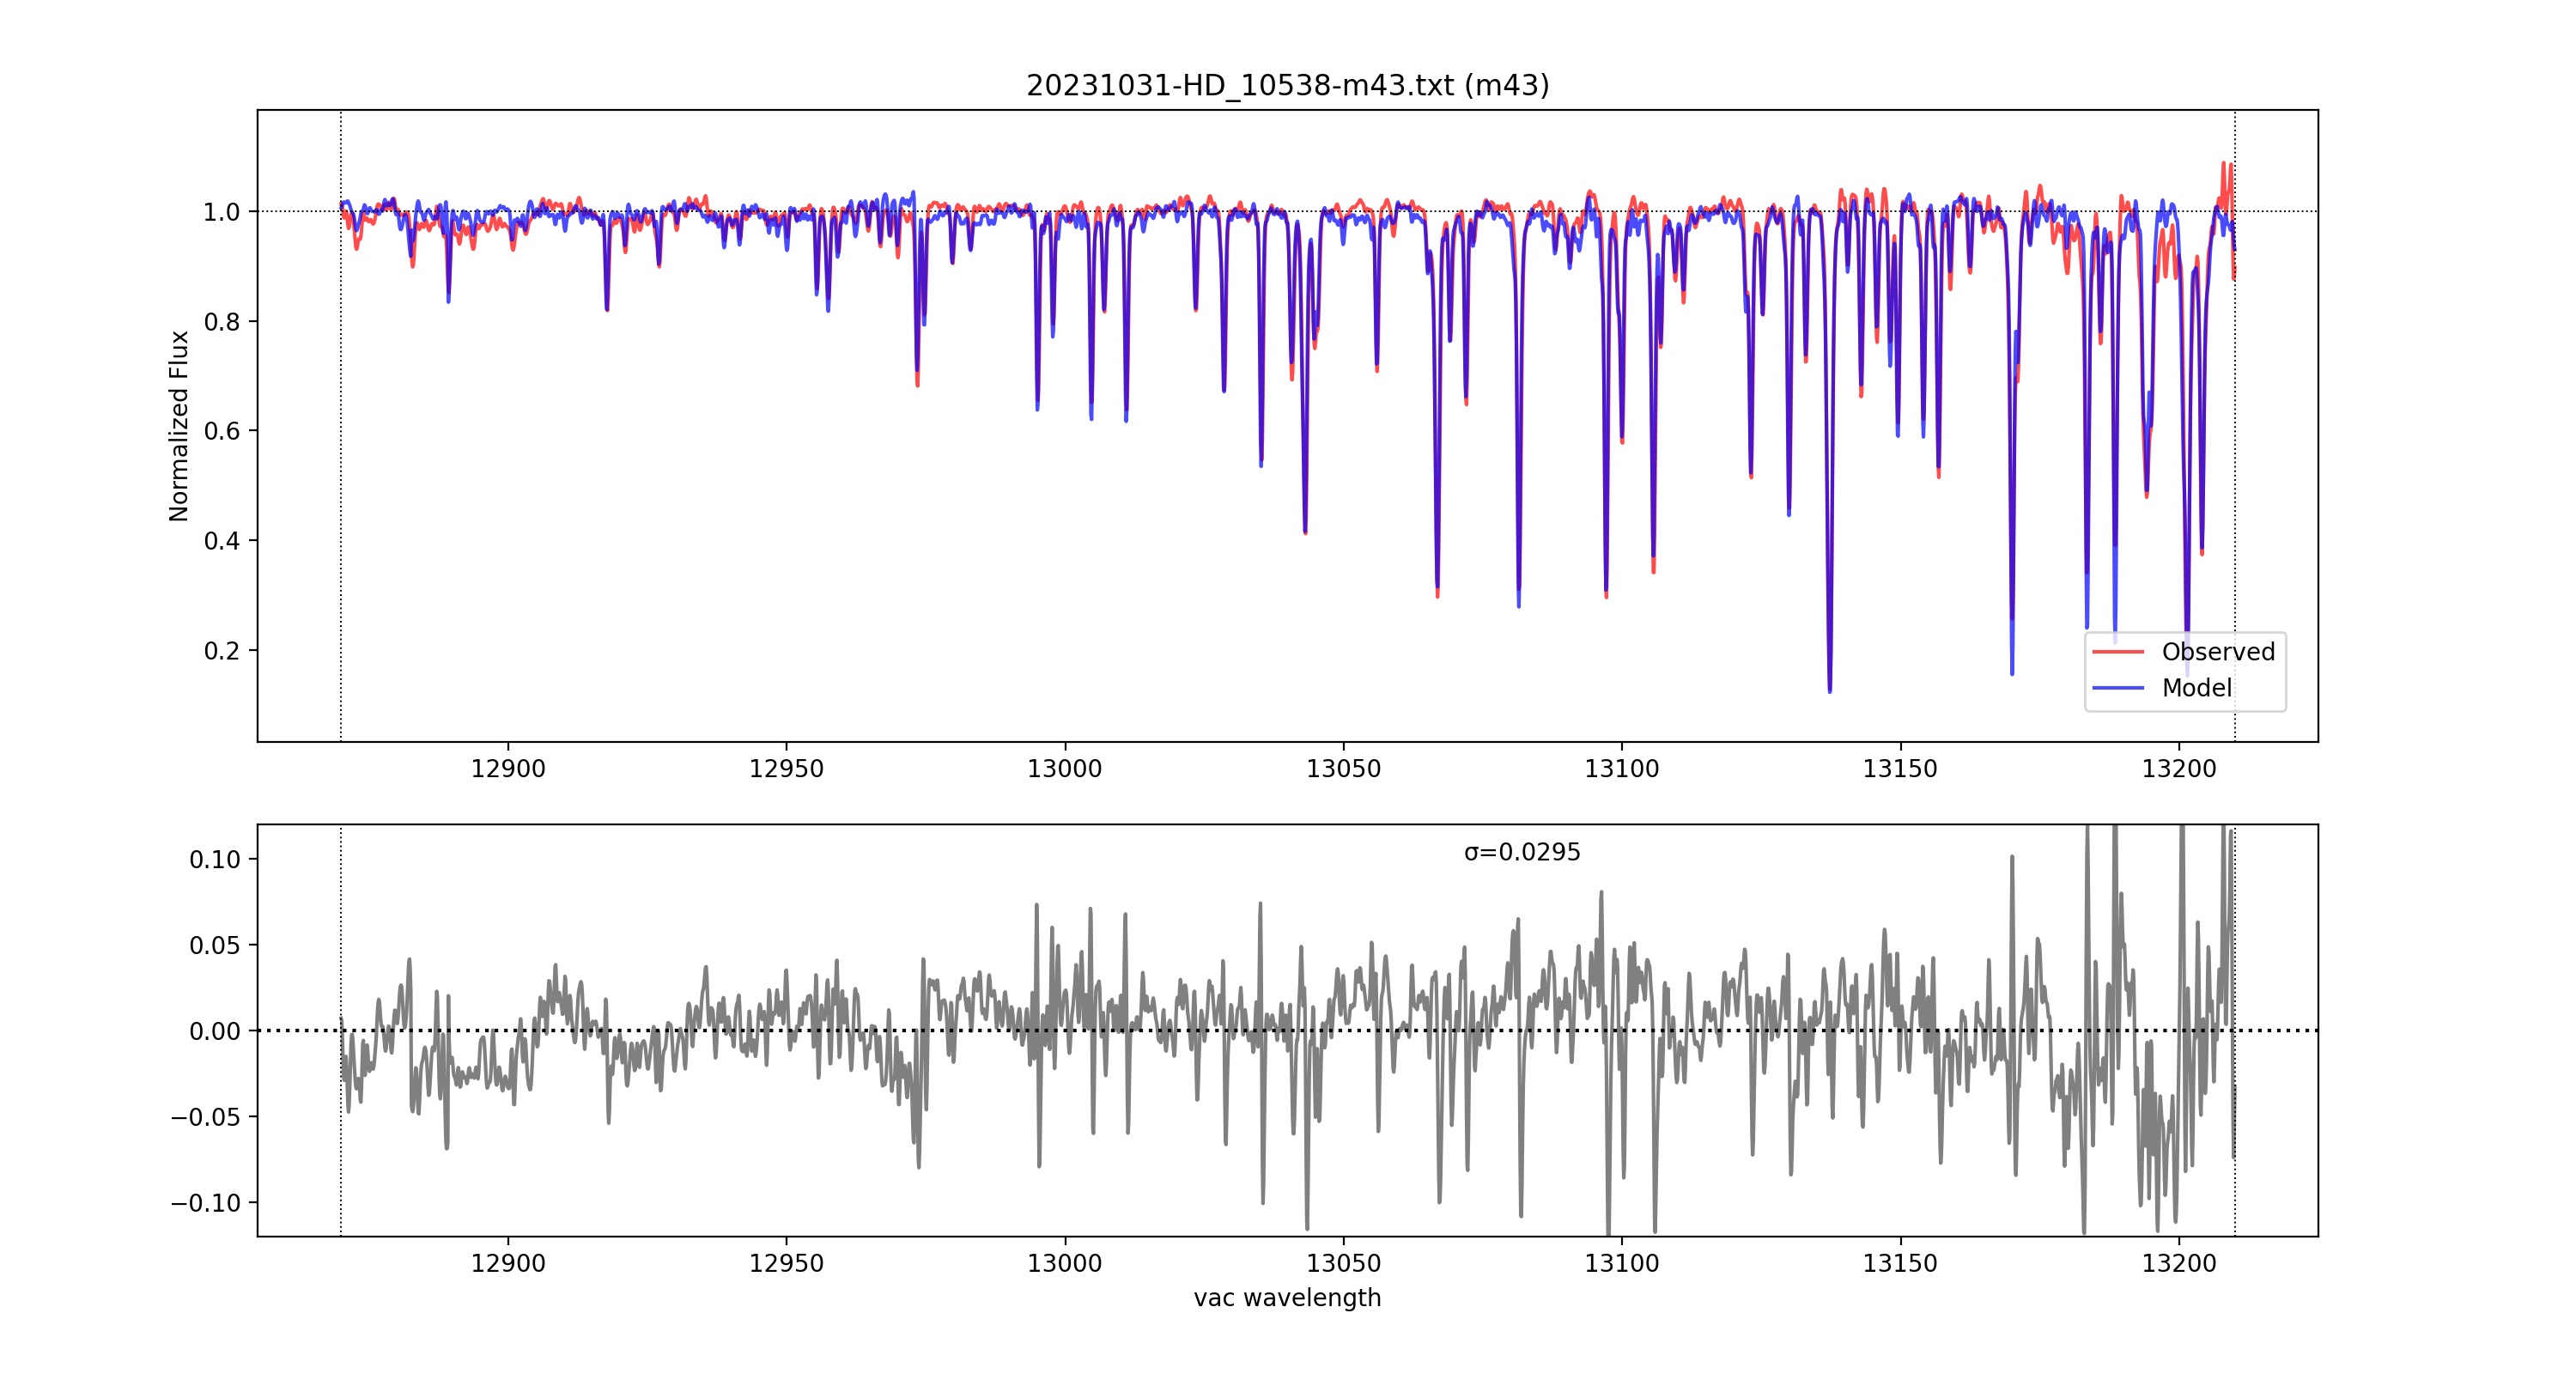 20231031-HD_10538-m43.txt (m43)
Normalized Flux
1.0
0.8
0.6
0.4
0.2
Observed
Model
12900 12950 13000 13050 13100 13150 13200
σ=0.0295
0.10
0.05
0.00
−0.05
−0.10
12900 12950 13000 13050 13100 13150 13200
vac wavelength